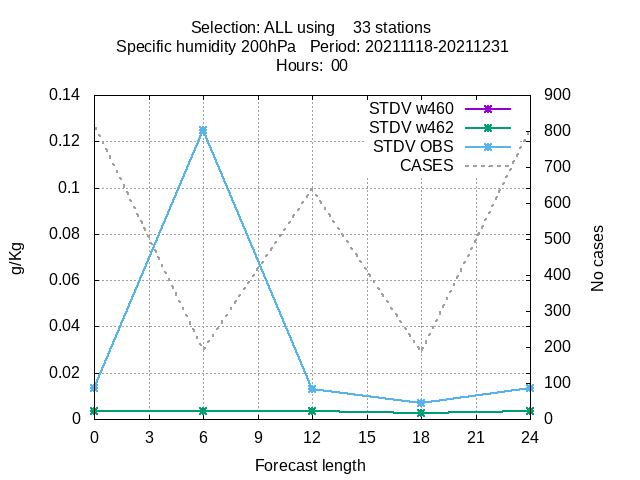 Selection: ALL using    33 stations
Specific humidity 200hPa   Period: 20211118-20211231
Hours:  00
STDV w460
STDV w462
STDV OBS
CASES
0.14
0.12
0.1
0.08
0.06
0.04
0.02
0
900
800
700
600
500
400
300
200
100
0
g/Kg
No cases
0 3 6 9 12 15 18 21 24
Forecast length